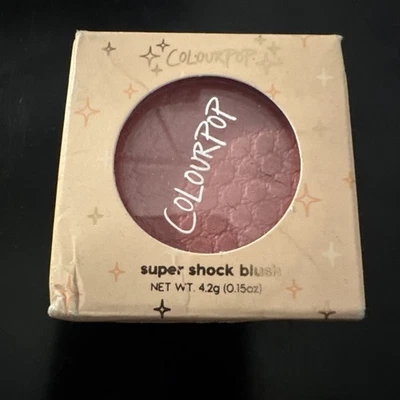 COLOURPOP
COLOURPOP
super shock blush
NET WT. 4.2g (0.15oz)